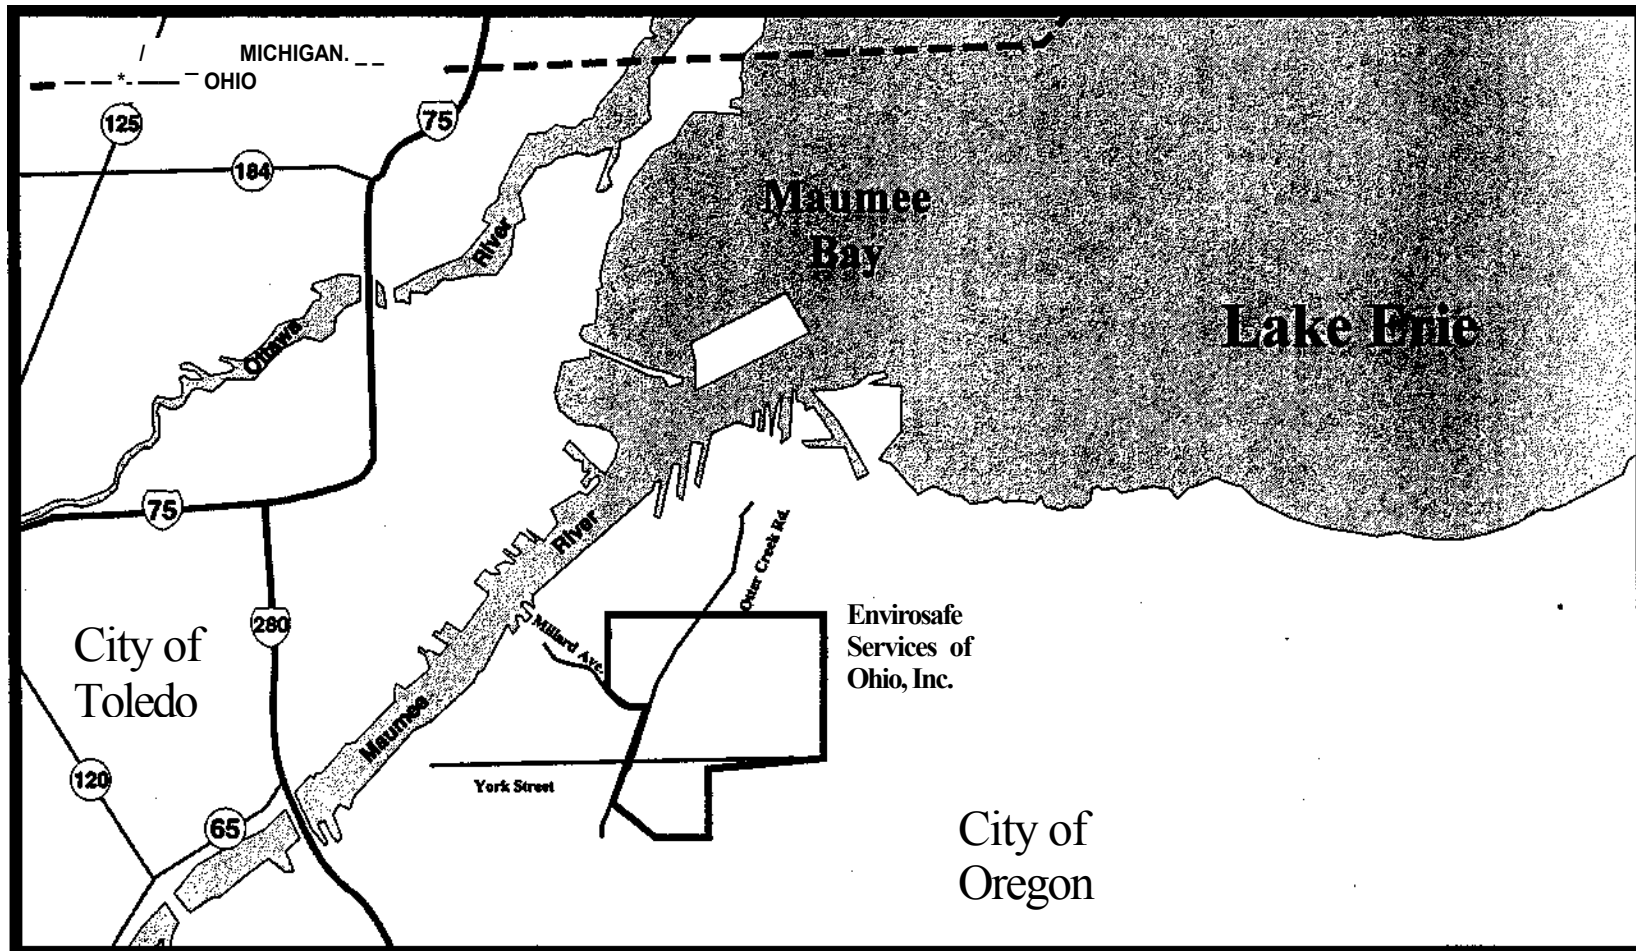 MICHIGAN.
OHIO
125
75
184
Maumee
Bay
River
Lake Erie
Ottawa
75
River
Otter Creek Rd.
280
City of
Toledo
Millard Ave.
Envirosafe
Services of
Ohio, Inc.
Maumee
120
York Street
65
City of
Oregon